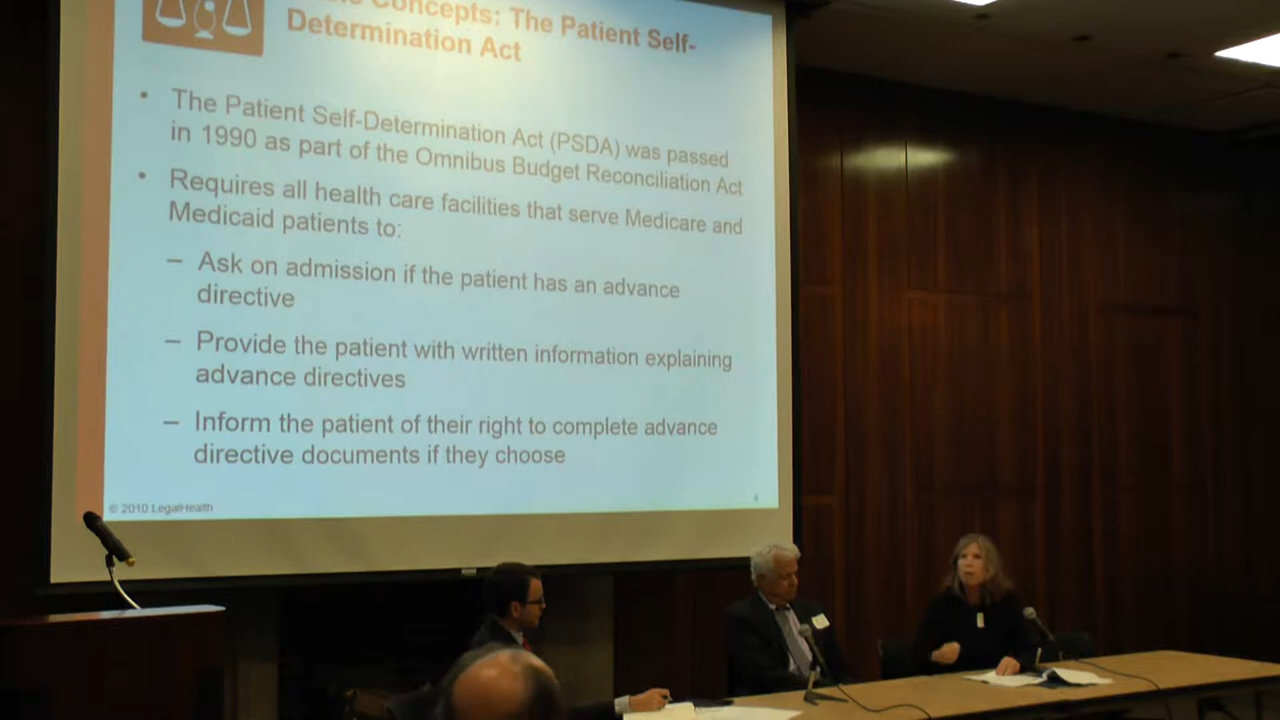 Concepts: The Patient Self-
Determination Act
• The Patient Self-Determination Act (PSDA) was passed
in 1990 as part of the Omnibus Budget Reconciliation Act
• Requires all health care facilities that serve Medicare and
Medicaid patients to:
– Ask on admission if the patient has an advance
directive
– Provide the patient with written information explaining
advance directives
– Inform the patient of their right to complete advance
directive documents if they choose
© 2010 LegalHealth
4